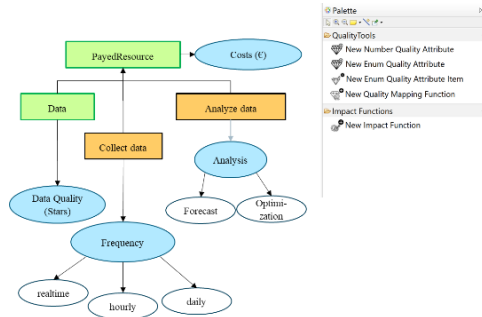 PayedResource
Costs (€)
Data
Analyze data
Collect data
Analysis
Data Quality
(Stars)
Forecast
Optimi-
zation
Frequency
realtime
hourly
daily
Palette
QualityTools
New Number Quality Attribute
New Enum Quality Attribute
New Enum Quality Attribute Item
New Quality Mapping Function
Impact Functions
New Impact Function